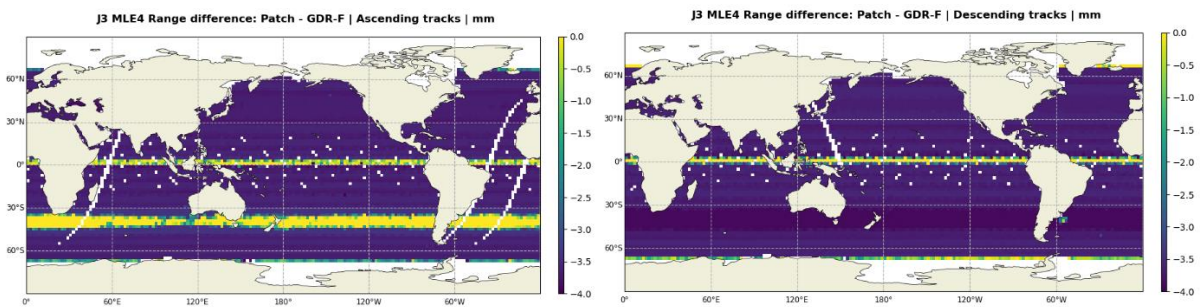 J3 MLE4 Range difference: Patch - GDR-F | Ascending tracks | mm
60°N
30°N
0°
30°S
60°S
0°
60°E
120°E
180°
120°W
60°W
0.0
−0.5
−1.0
−1.5
−2.0
−2.5
−3.0
−3.5
−4.0
J3 MLE4 Range difference: Patch - GDR-F | Descending tracks | mm
60°N
30°N
0°
30°S
60°S
0°
60°E
120°E
180°
120°W
60°W
0.0
−0.5
−1.0
−1.5
−2.0
−2.5
−3.0
−3.5
−4.0